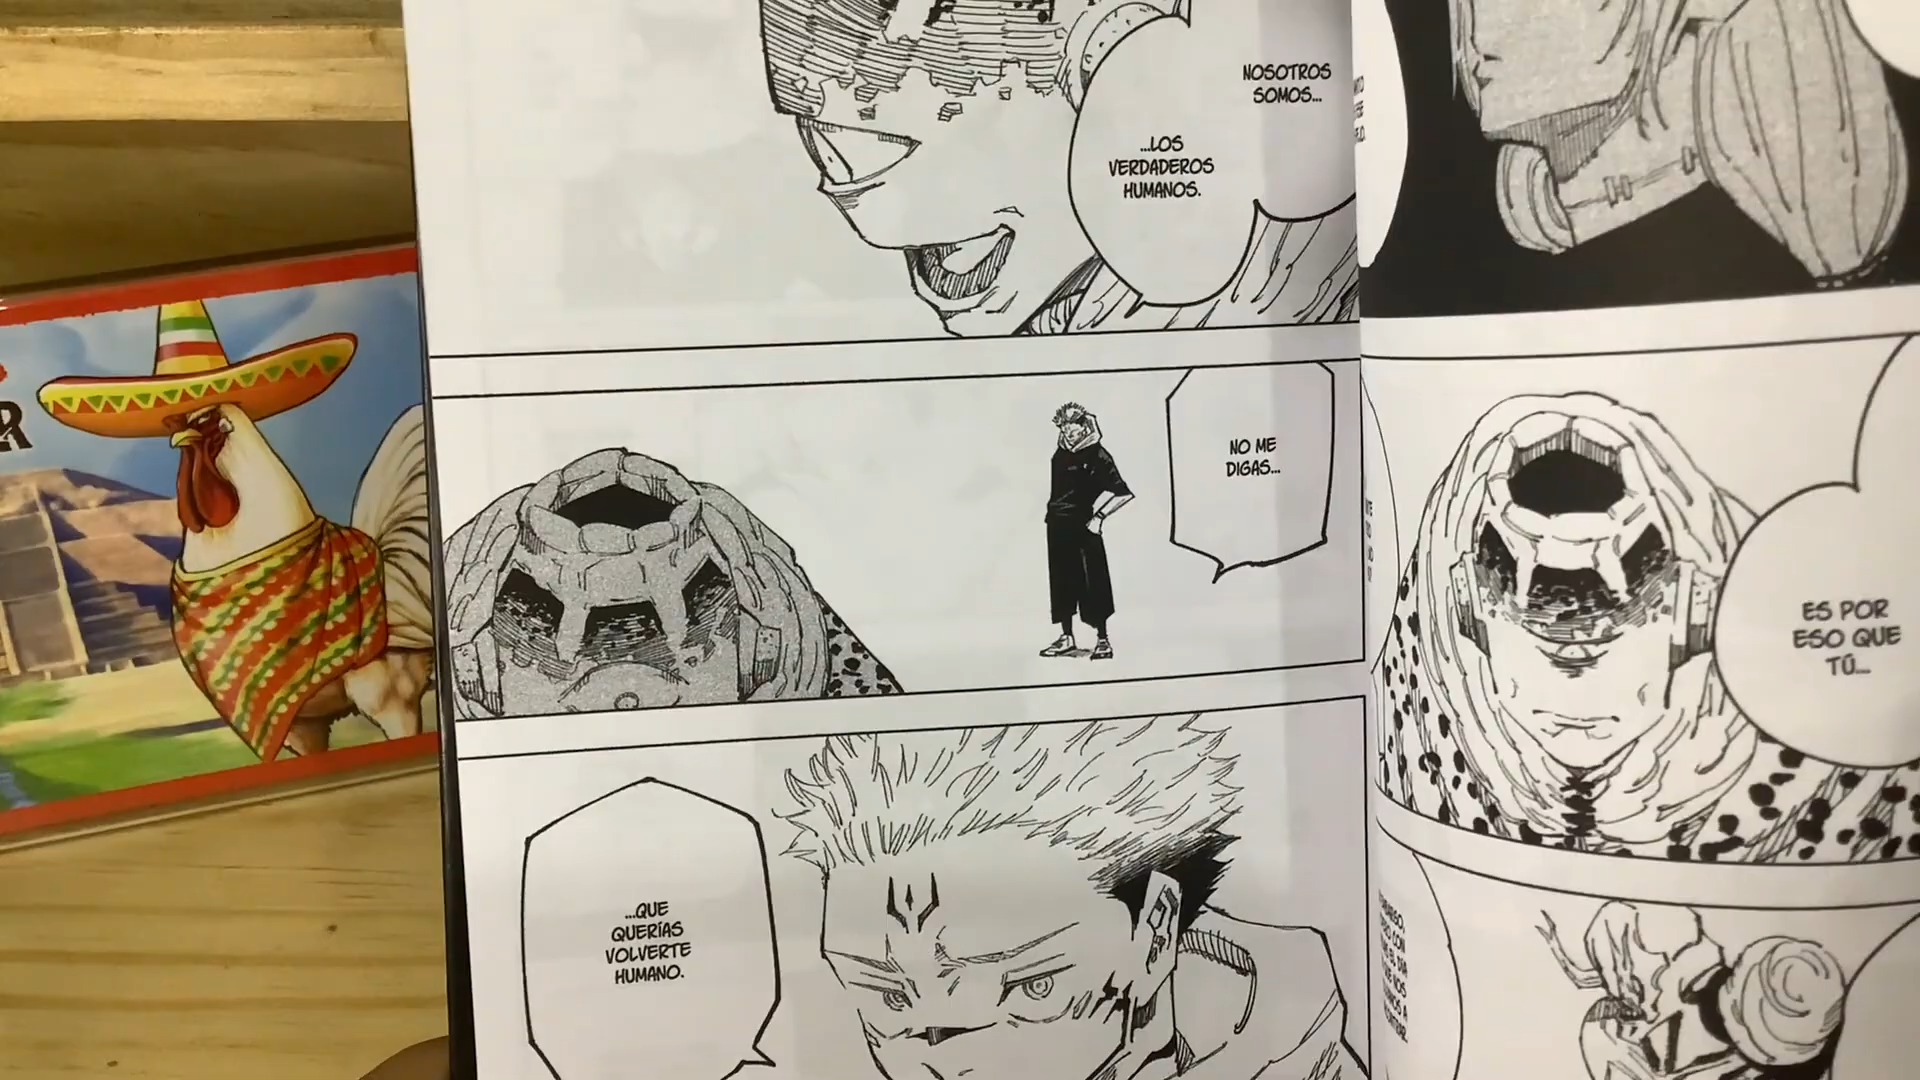 NOSOTROS
SOMOS...
...LOS
VERDADEROS
HUMANOS.
NO ME
DIGAS...
...QUE
QUERÍAS
VOLVERTE
HUMANO.
ES POR
ESO QUE
TÚ...